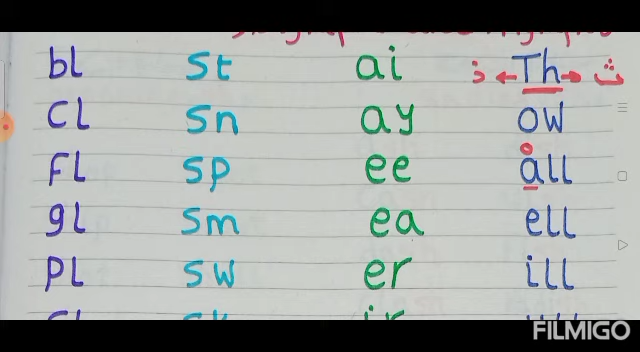 bl st ai ذ ← Th → ث
CL Sn ay ow
FL Sp ee all
gL Sm ea ell
PL Sw er ill
FILMIGO